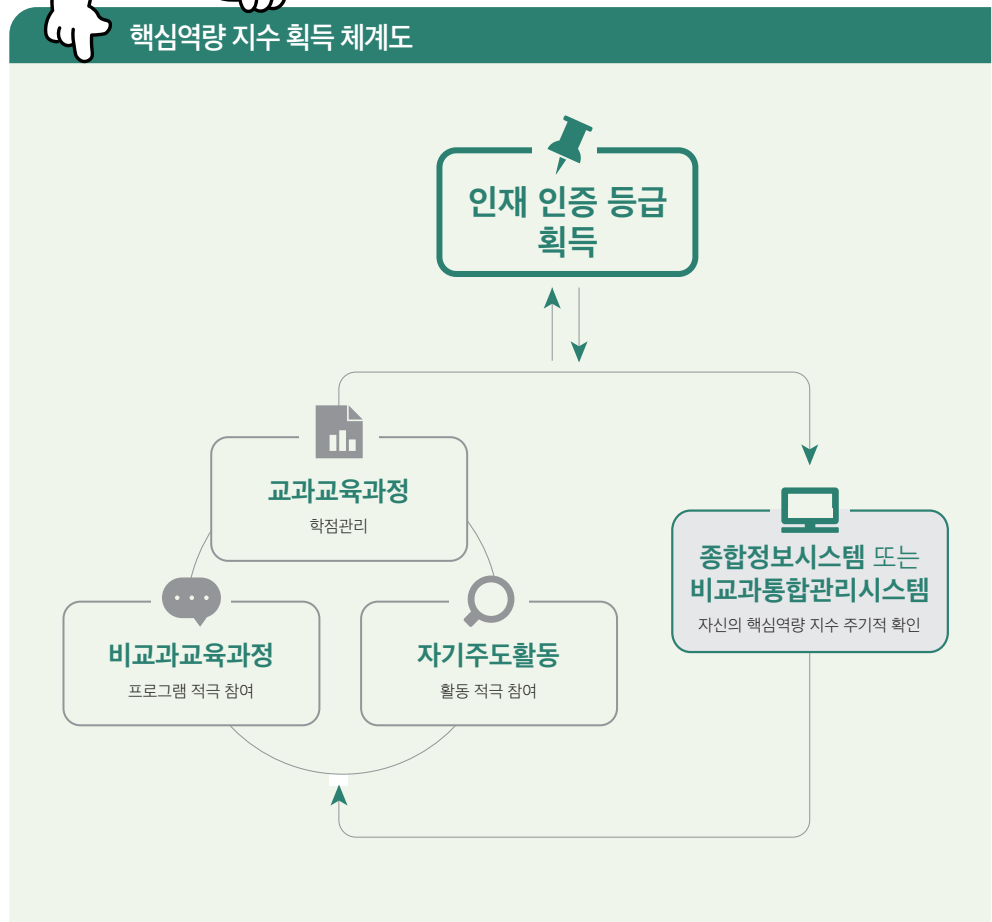 핵심역량 지수 획득 체계도
인재 인증 등급
획득
교과교육과정
학점관리
비교과교육과정
프로그램 적극 참여
자기주도활동
활동 적극 참여
종합정보시스템 또는
비교과통합관리시스템
자신의 핵심역량 지수 주기적 확인